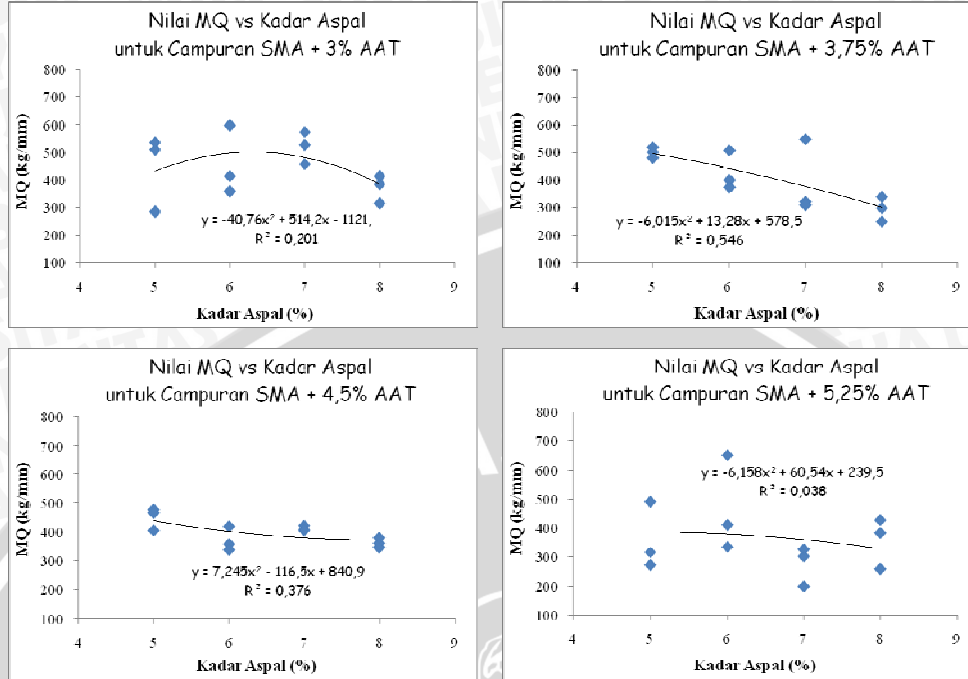 Nilai MQ vs Kadar Aspal
untuk Campuran SMA + 3% AAT
800
700
600
500
400
300
200
100
MQ (kg/mm)
y = -40,76x² + 514,2x - 1121,
R² = 0,201
4 5 6 7 8 9
Kadar Aspal (%)
Nilai MQ vs Kadar Aspal
untuk Campuran SMA + 3,75% AAT
800
700
600
500
400
300
200
100
MQ (kg/mm)
y = -6,015x² + 13,28x + 578,5
R² = 0,546
4 5 6 7 8 9
Kadar Aspal (%)
Nilai MQ vs Kadar Aspal
untuk Campuran SMA + 4,5% AAT
800
700
600
500
400
300
200
100
MQ (kg/mm)
y = 7,245x² - 116,5x + 840,9
R² = 0,376
4 5 6 7 8 9
Kadar Aspal (%)
Nilai MQ vs Kadar Aspal
untuk Campuran SMA + 5,25% AAT
800
700
600
500
400
300
200
100
MQ (kg/mm)
y = -6,158x² + 60,54x + 239,5
R² = 0,038
4 5 6 7 8 9
Kadar Aspal (%)